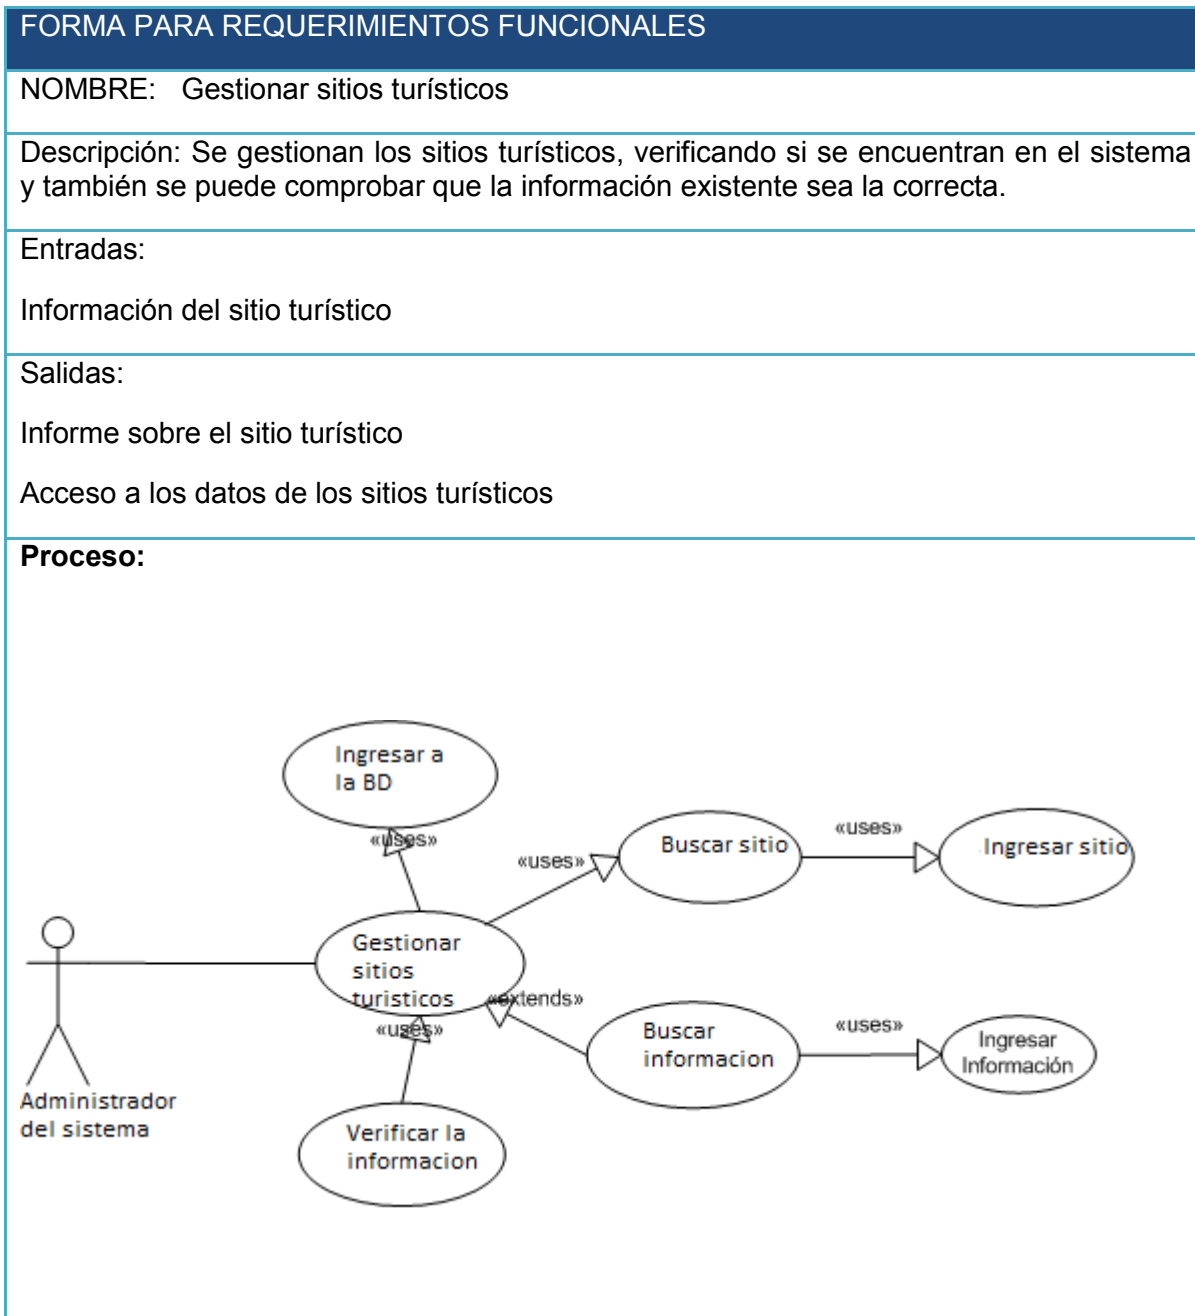 FORMA PARA REQUERIMIENTOS FUNCIONALES
NOMBRE: Gestionar sitios turísticos
Descripción: Se gestionan los sitios turísticos, verificando si se encuentran en el sistema
y también se puede comprobar que la información existente sea la correcta.
Entradas:
Información del sitio turístico
Salidas:
Informe sobre el sitio turístico
Acceso a los datos de los sitios turísticos
Proceso:
Ingresar a
la BD
«uses»
«uses»
Buscar sitio
«uses»
Ingresar sitio
Gestionar
sitios
turisticos
«extends»
«uses»
Buscar
informacion
«uses»
Ingresar
Información
Administrador
del sistema
Verificar la
informacion